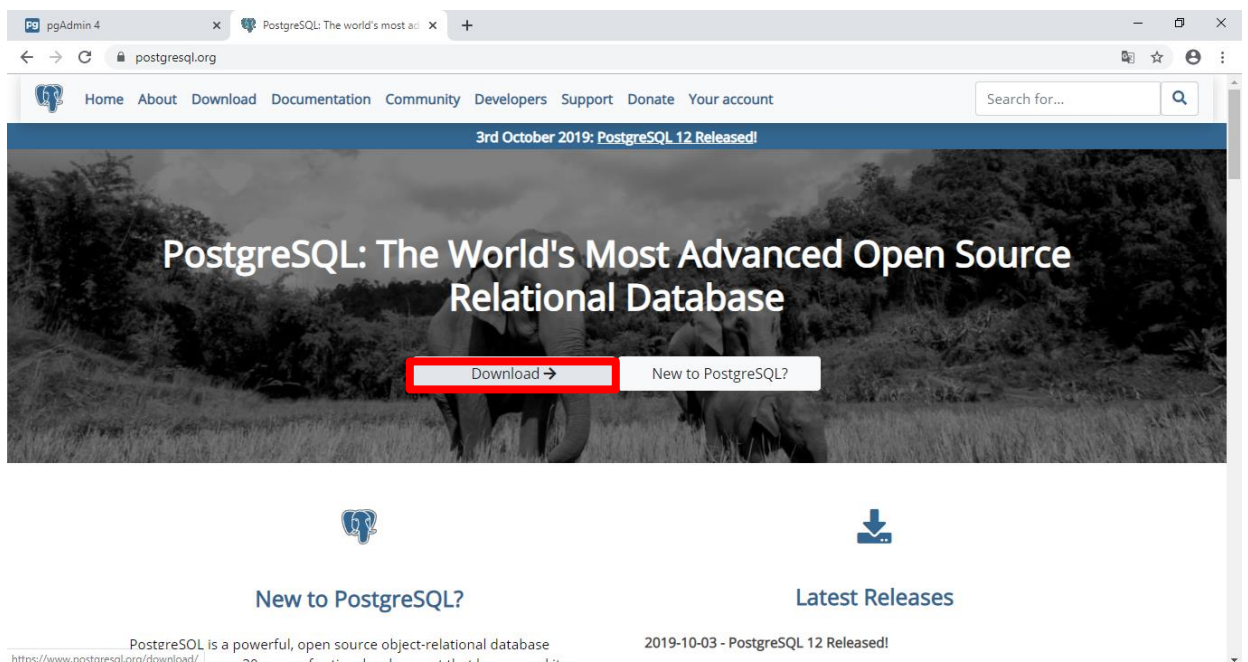 pgAdmin 4
PostgreSQL: The world's most ad
postgresql.org
Home About Download Documentation Community Developers Support Donate Your account
Search for...
3rd October 2019: PostgreSQL 12 Released!
PostgreSQL: The World's Most Advanced Open Source
Relational Database
Download →
New to PostgreSQL?
New to PostgreSQL?
PostgreSQL is a powerful, open source object-relational database
Latest Releases
2019-10-03 - PostgreSQL 12 Released!
https://www.postgresql.org/download/